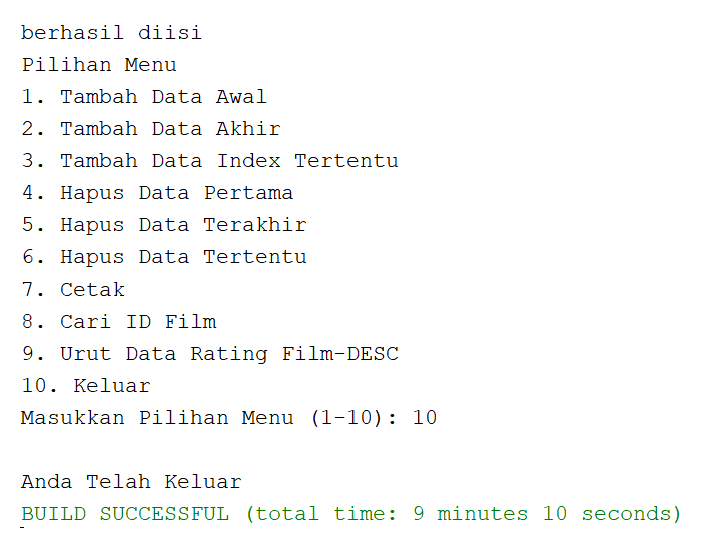 berhasil diisi
Pilihan Menu
1. Tambah Data Awal
2. Tambah Data Akhir
3. Tambah Data Index Tertentu
4. Hapus Data Pertama
5. Hapus Data Terakhir
6. Hapus Data Tertentu
7. Cetak
8. Cari ID Film
9. Urut Data Rating Film-DESC
10. Keluar
Masukkan Pilihan Menu (1-10): 10
Anda Telah Keluar
BUILD SUCCESSFUL (total time: 9 minutes 10 seconds)